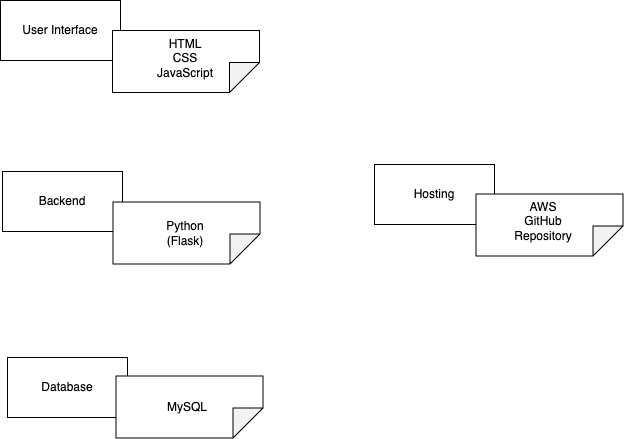 User Interface
HTML
CSS
JavaScript
Backend
Python
(Flask)
Hosting
AWS
GitHub
Repository
Database
MySQL